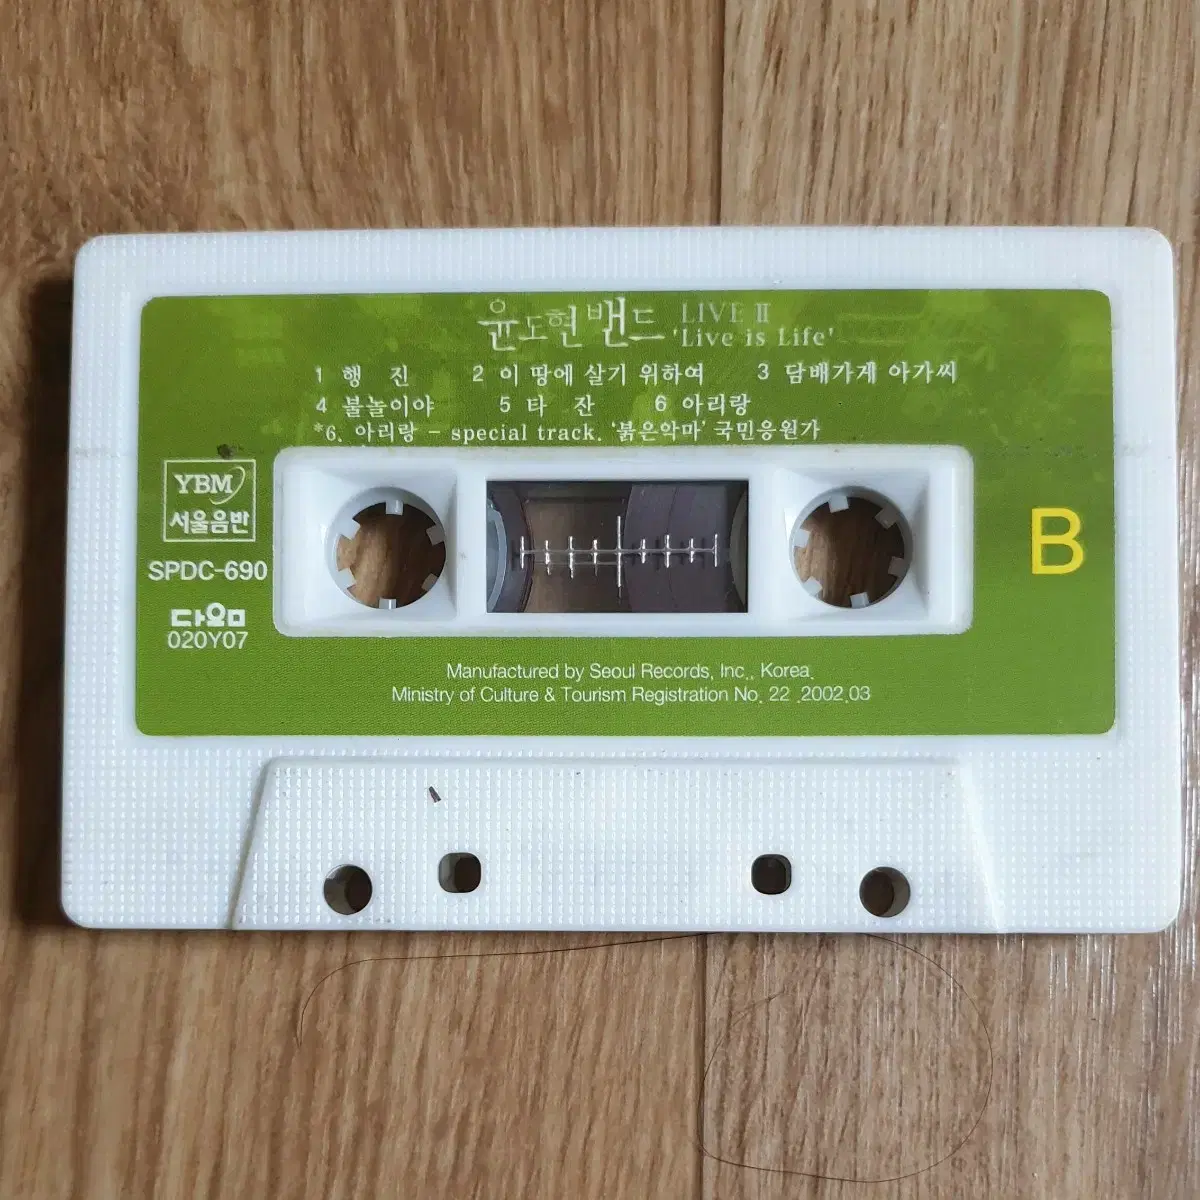 윤도현밴드 LIVE II
'Live is Life'
1 행 진 2 이 땅에 살기 위하여 3 담배가게 아가씨
4 불놀이야 5 타 잔 6 아리랑
*6. 아리랑 - special track. '붉은악마' 국민응원가
YBM
서울음반
SPDC-690
다음미
020Y07
B
Manufactured by Seoul Records, Inc., Korea.
Ministry of Culture & Tourism Registration No. 22 .2002.03